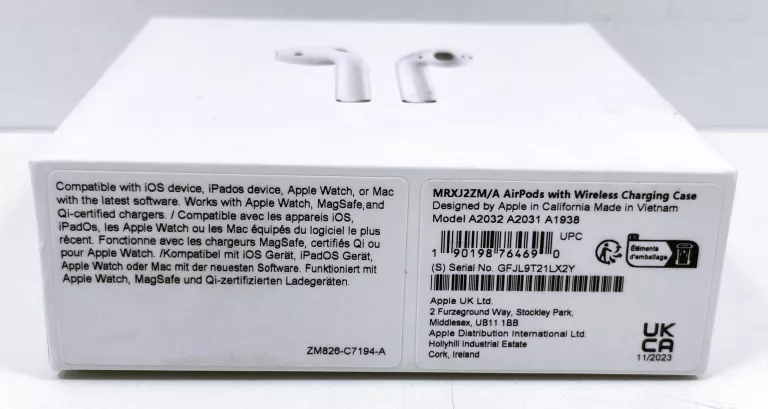 Compatible with iOS device, iPados device, Apple Watch, or Mac
with the latest software. Works with Apple Watch, MagSafe,and
Qi-certified chargers. / Compatible avec les appareils iOS,
iPadOs, les Apple Watch ou les Mac équipés du logiciel le plus
récent. Fonctionne avec les chargeurs MagSafe, certifiés Qi ou
pour Apple Watch. /Kompatibel mit iOS Gerät, iPadOS Gerät,
Apple Watch oder Mac mit der neuesten Software. Funktioniert mit
Apple Watch, MagSafe und Qi-zertifizierten Ladegeräten.
ZM826-C7194-A
MRXJ2ZM/A AirPods with Wireless Charging Case
Designed by Apple in California Made in Vietnam
Model A2032 A2031 A1938
UPC
1 90198 76469 0
(S) Serial No. GFJL9T21LX2Y
Éléments
d'emballage
Apple UK Ltd.
2 Furzeground Way, Stockley Park,
Middlesex, UB11 1BB
Apple Distribution International Ltd.
Hollyhill Industrial Estate
Cork, Ireland
UK
CA
11/2023